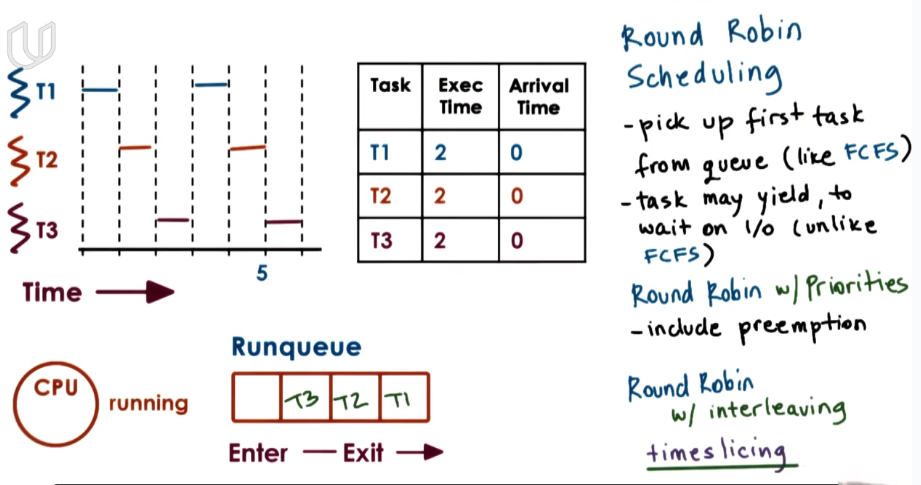 T1
T2
T3
5
Time
Task Exec Time Arrival Time
T1 2 0
T2 2 0
T3 2 0
CPU
running
Runqueue
T3 T2 T1
Enter — Exit
Round Robin
Scheduling
- pick up first task
from queue (like FCFS)
- task may yield, to
wait on I/o (unlike
FCFS)
Round Robin w/ Priorities
- include preemption
Round Robin
w/ interleaving
timeslicing